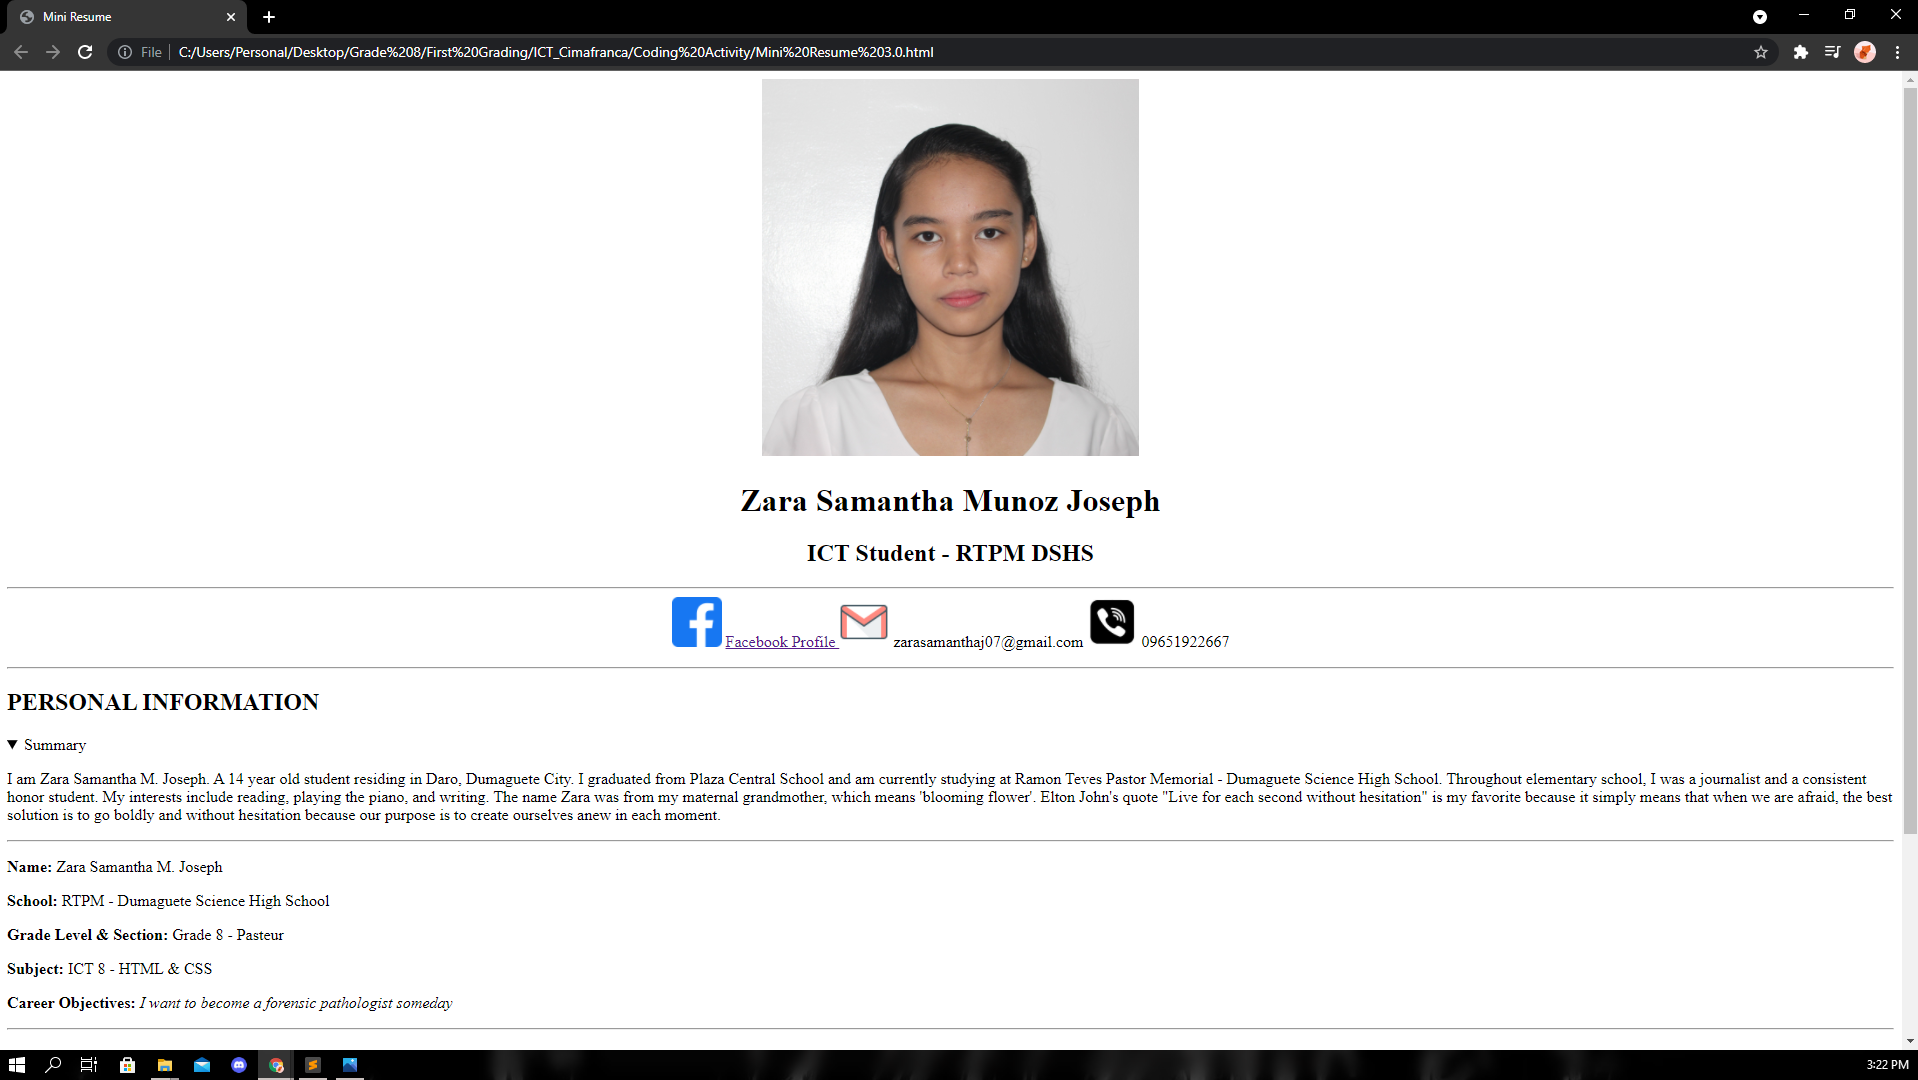 Mini Resume
File
C:/Users/Personal/Desktop/Grade%208/First%20Grading/ICT_Cimafranca/Coding%20Activity/Mini%20Resume%203.0.html
Zara Samantha Munoz Joseph
ICT Student - RTPM DSHS
Facebook Profile zarasamanthaj07@gmail.com 09651922667
PERSONAL INFORMATION
Summary
I am Zara Samantha M. Joseph. A 14 year old student residing in Daro, Dumaguete City. I graduated from Plaza Central School and am currently studying at Ramon Teves Pastor Memorial - Dumaguete Science High School. Throughout elementary school, I was a journalist and a consistent
honor student. My interests include reading, playing the piano, and writing. The name Zara was from my maternal grandmother, which means 'blooming flower'. Elton John's quote "Live for each second without hesitation" is my favorite because it simply means that when we are afraid, the best
solution is to go boldly and without hesitation because our purpose is to create ourselves anew in each moment.
Name: Zara Samantha M. Joseph
School: RTPM - Dumaguete Science High School
Grade Level & Section: Grade 8 - Pasteur
Subject: ICT 8 - HTML & CSS
Career Objectives: I want to become a forensic pathologist someday
3:22 PM